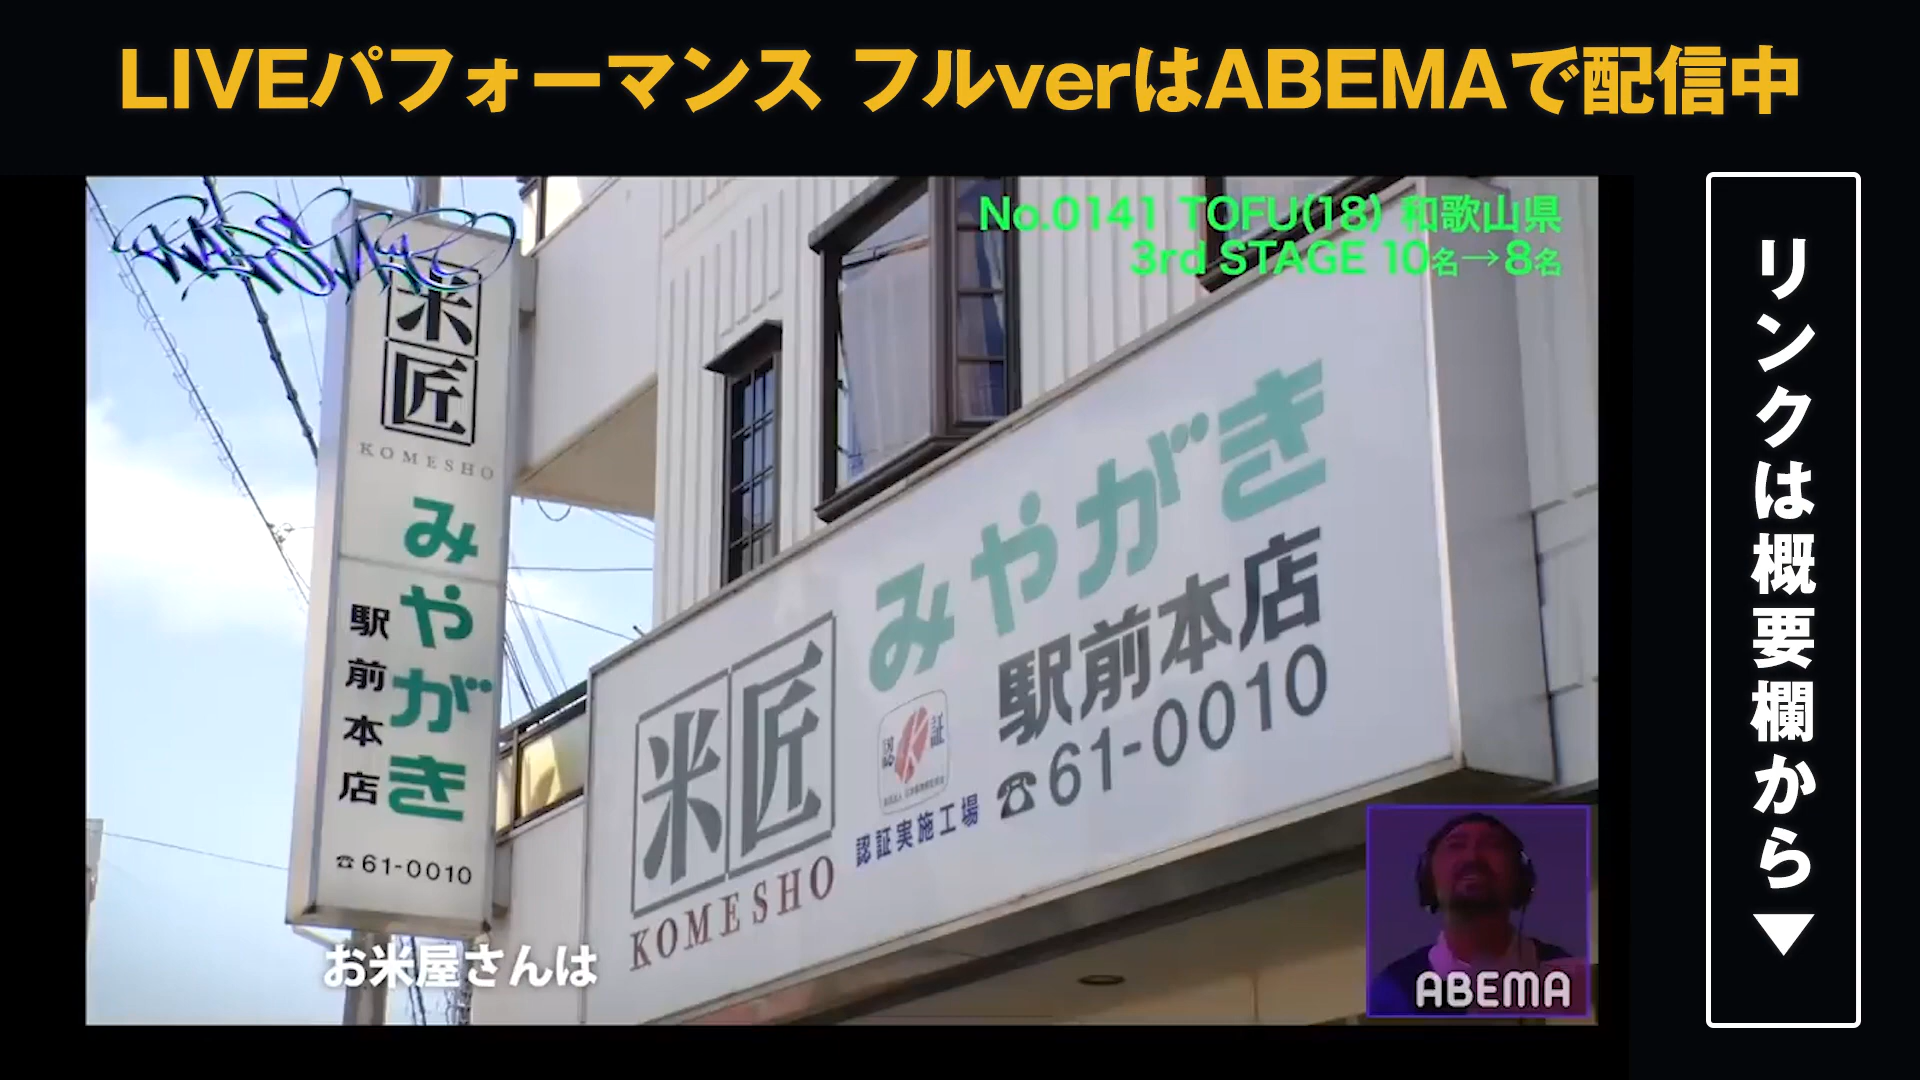 LIVEパフォーマンス フルverはABEMAで配信中
No.0141 TOFU(18) 和歌山県
3rd STAGE 10名→8名
米匠
KOMESHO
みやがき
駅前本店
☎61-0010
みやがき
駅前本店
☎61-0010
米匠
KOMESHO
認証
認証実施工場
お米屋さんは
ABEMA
リンクは概要欄から▼